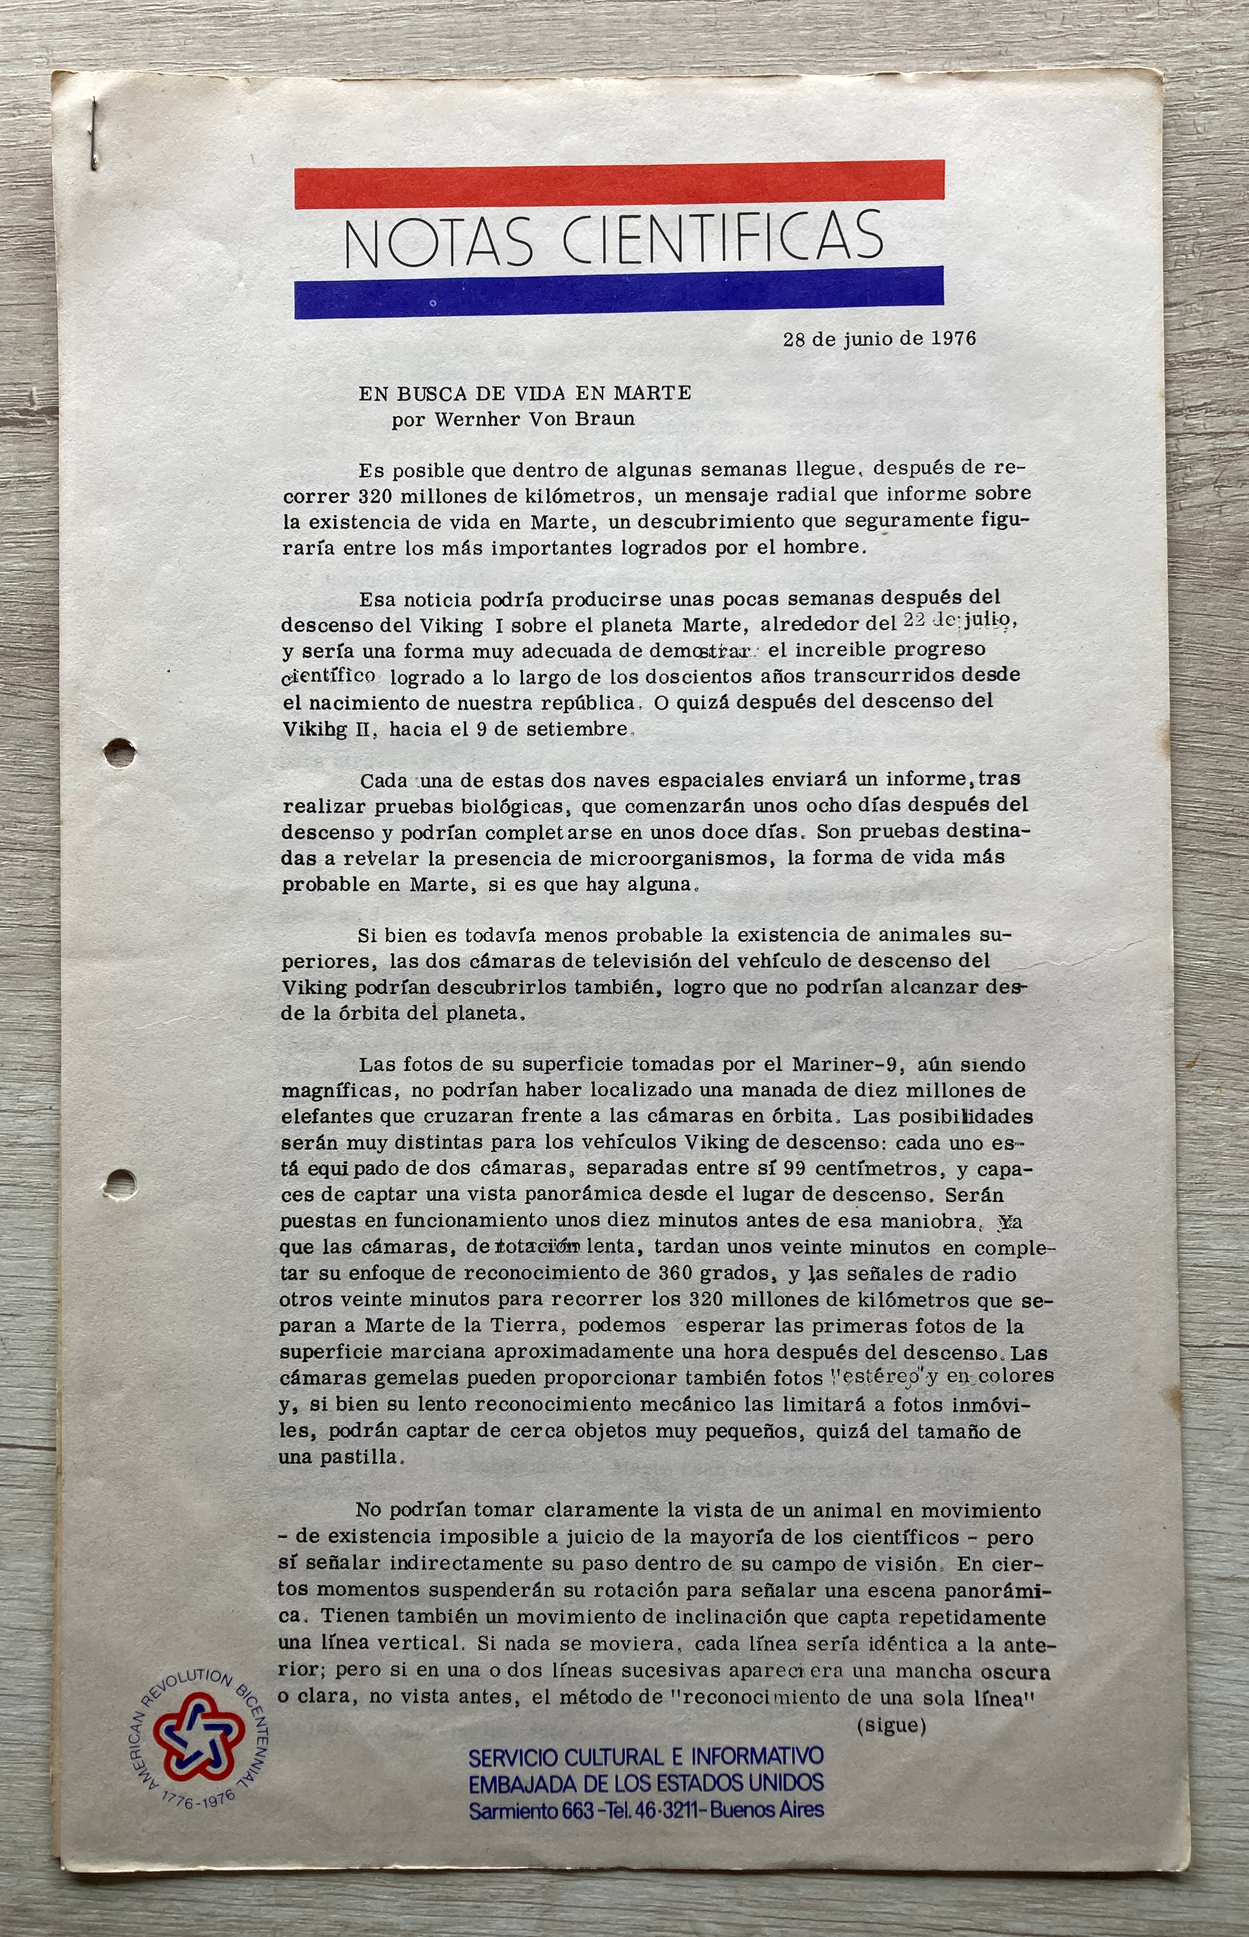 NOTAS CIENTIFICAS
28 de junio de 1976
EN BUSCA DE VIDA EN MARTE
por Wernher Von Braun
Es posible que dentro de algunas semanas llegue, después de re-
correr 320 millones de kilómetros, un mensaje radial que informe sobre
la existencia de vida en Marte, un descubrimiento que seguramente figu-
raría entre los más importantes logrados por el hombre.
Esa noticia podría producirse unas pocas semanas después del
descenso del Viking I sobre el planeta Marte, alrededor del 22 de julio,
y sería una forma muy adecuada de demostrar el increible progreso
científico logrado a lo largo de los doscientos años transcurridos desde
el nacimiento de nuestra república. O quizá después del descenso del
Vikihg II, hacia el 9 de setiembre.
Cada una de estas dos naves espaciales enviará un informe, tras
realizar pruebas biológicas, que comenzarán unos ocho días después del
descenso y podrían completarse en unos doce días. Son pruebas destina-
das a revelar la presencia de microorganismos, la forma de vida más
probable en Marte, si es que hay alguna.
Si bien es todavía menos probable la existencia de animales su-
periores, las dos cámaras de televisión del vehículo de descenso del
Viking podrían descubrirlos también, logro que no podrían alcanzar des-
de la órbita del planeta.
Las fotos de su superficie tomadas por el Mariner-9, aún siendo
magníficas, no podrían haber localizado una manada de diez millones de
elefantes que cruzaran frente a las cámaras en órbita. Las posibilidades
serán muy distintas para los vehículos Viking de descenso: cada uno es-
tá equipado de dos cámaras, separadas entre sí 99 centímetros, y capa-
ces de captar una vista panorámica desde el lugar de descenso. Serán
puestas en funcionamiento unos diez minutos antes de esa maniobra. Ya
que las cámaras, de rotación lenta, tardan unos veinte minutos en comple-
tar su enfoque de reconocimiento de 360 grados, y las señales de radio
otros veinte minutos para recorrer los 320 millones de kilómetros que se-
paran a Marte de la Tierra, podemos esperar las primeras fotos de la
superficie marciana aproximadamente una hora después del descenso. Las
cámaras gemelas pueden proporcionar también fotos "estéreo" y en colores
y, si bien su lento reconocimiento mecánico las limitará a fotos inmóvi-
les, podrán captar de cerca objetos muy pequeños, quizá del tamaño de
una pastilla.
No podrían tomar claramente la vista de un animal en movimiento
- de existencia imposible a juicio de la mayoría de los científicos - pero
sí señalar indirectamente su paso dentro de su campo de visión. En cier-
tos momentos suspenderán su rotación para señalar una escena panorámi-
ca. Tienen también un movimiento de inclinación que capta repetidamente
una línea vertical. Si nada se moviera, cada línea sería idéntica a la ante-
rior; pero si en una o dos líneas sucesivas apareciera una mancha oscura
o clara, no vista antes, el método de "reconocimiento de una sola línea"
(sigue)
AMERICAN REVOLUTION BICENTENNIAL
1776-1976
SERVICIO CULTURAL E INFORMATIVO
EMBAJADA DE LOS ESTADOS UNIDOS
Sarmiento 663-Tel. 46-3211-Buenos Aires